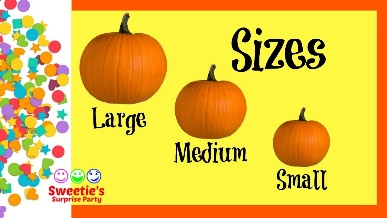 Sizes
Large
Medium
Small
Sweetie's
Surprise Party